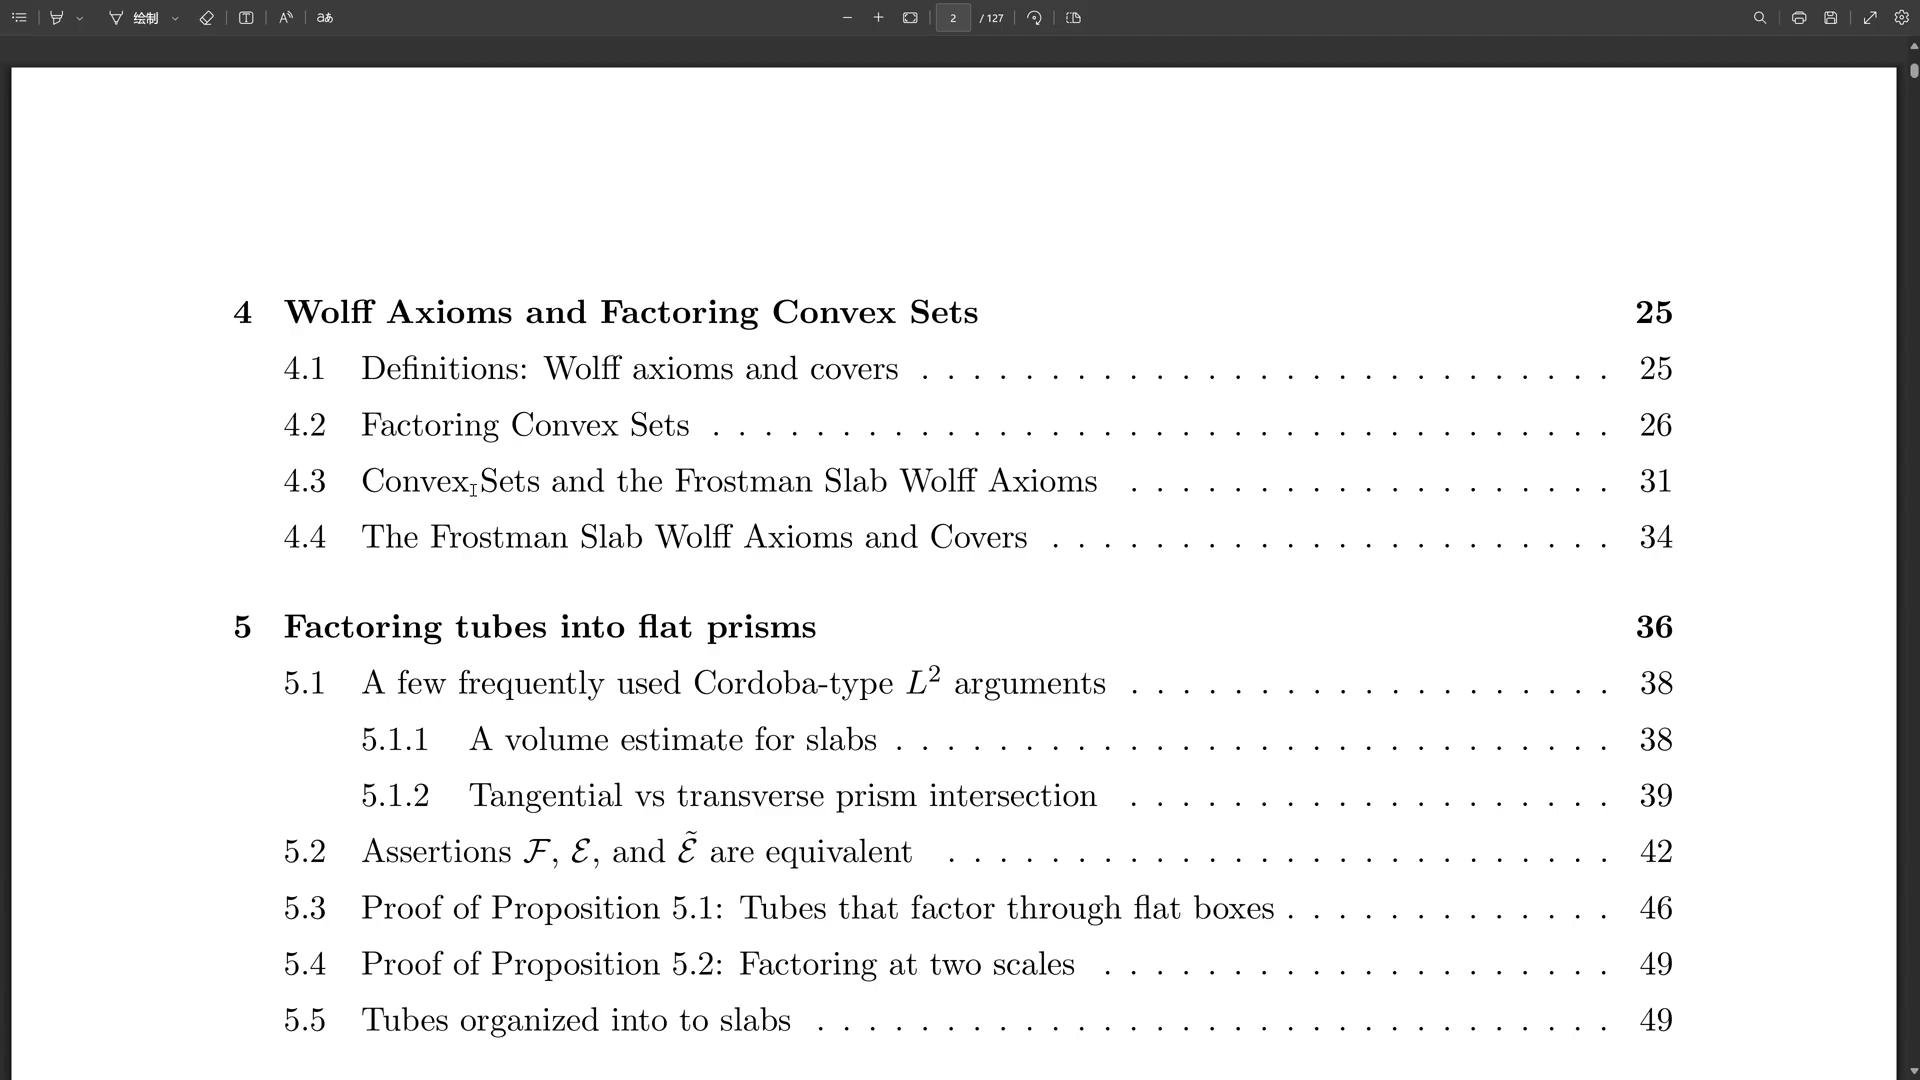 绘制 aあ 2 / 127
4 Wolff Axioms and Factoring Convex Sets 25
4.1 Definitions: Wolff axioms and covers . . . . . . . . . . . . . . . . . . . . . . . . . . . 25
4.2 Factoring Convex Sets . . . . . . . . . . . . . . . . . . . . . . . . . . . . . . . . . . . 26
4.3 Convex Sets and the Frostman Slab Wolff Axioms . . . . . . . . . . . . . . . . . . . 31
4.4 The Frostman Slab Wolff Axioms and Covers . . . . . . . . . . . . . . . . . . . . . . 34
5 Factoring tubes into flat prisms 36
5.1 A few frequently used Cordoba-type L² arguments . . . . . . . . . . . . . . . . . . . 38
5.1.1 A volume estimate for slabs . . . . . . . . . . . . . . . . . . . . . . . . . . . . 38
5.1.2 Tangential vs transverse prism intersection . . . . . . . . . . . . . . . . . . . 39
5.2 Assertions ℱ, ℰ, and ℰ̃ are equivalent . . . . . . . . . . . . . . . . . . . . . . . . . . 42
5.3 Proof of Proposition 5.1: Tubes that factor through flat boxes . . . . . . . . . . . . . 46
5.4 Proof of Proposition 5.2: Factoring at two scales . . . . . . . . . . . . . . . . . . . . 49
5.5 Tubes organized into to slabs . . . . . . . . . . . . . . . . . . . . . . . . . . . . . . . 49